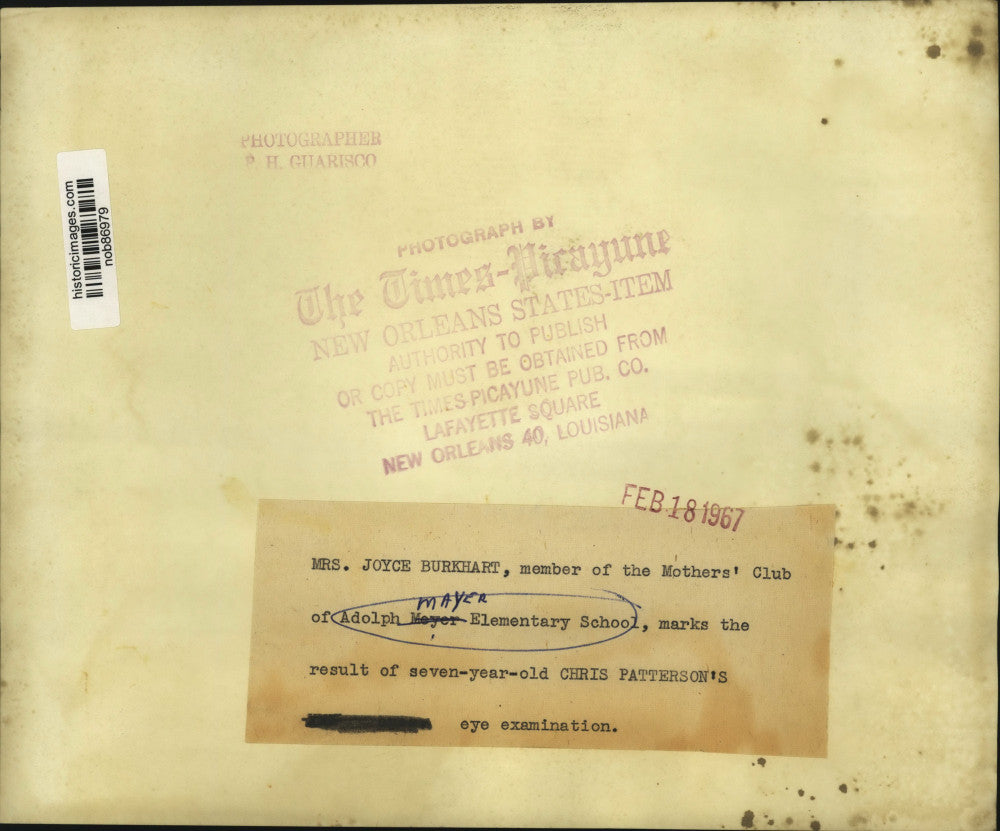 PHOTOGRAPHER
P. H. GUARISCO
historicimages.com
nob86979
PHOTOGRAPH BY
The Times-Picayune
NEW ORLEANS STATES-ITEM
AUTHORITY TO PUBLISH
OR COPY MUST BE OBTAINED FROM
THE TIMES-PICAYUNE PUB. CO.
LAFAYETTE SQUARE
NEW ORLEANS 40, LOUISIANA
FEB 18 1967
MRS. JOYCE BURKHART, member of the Mothers' Club
MAYER
of Adolph Meyer Elementary School, marks the
result of seven-year-old CHRIS PATTERSON'S
eye examination.